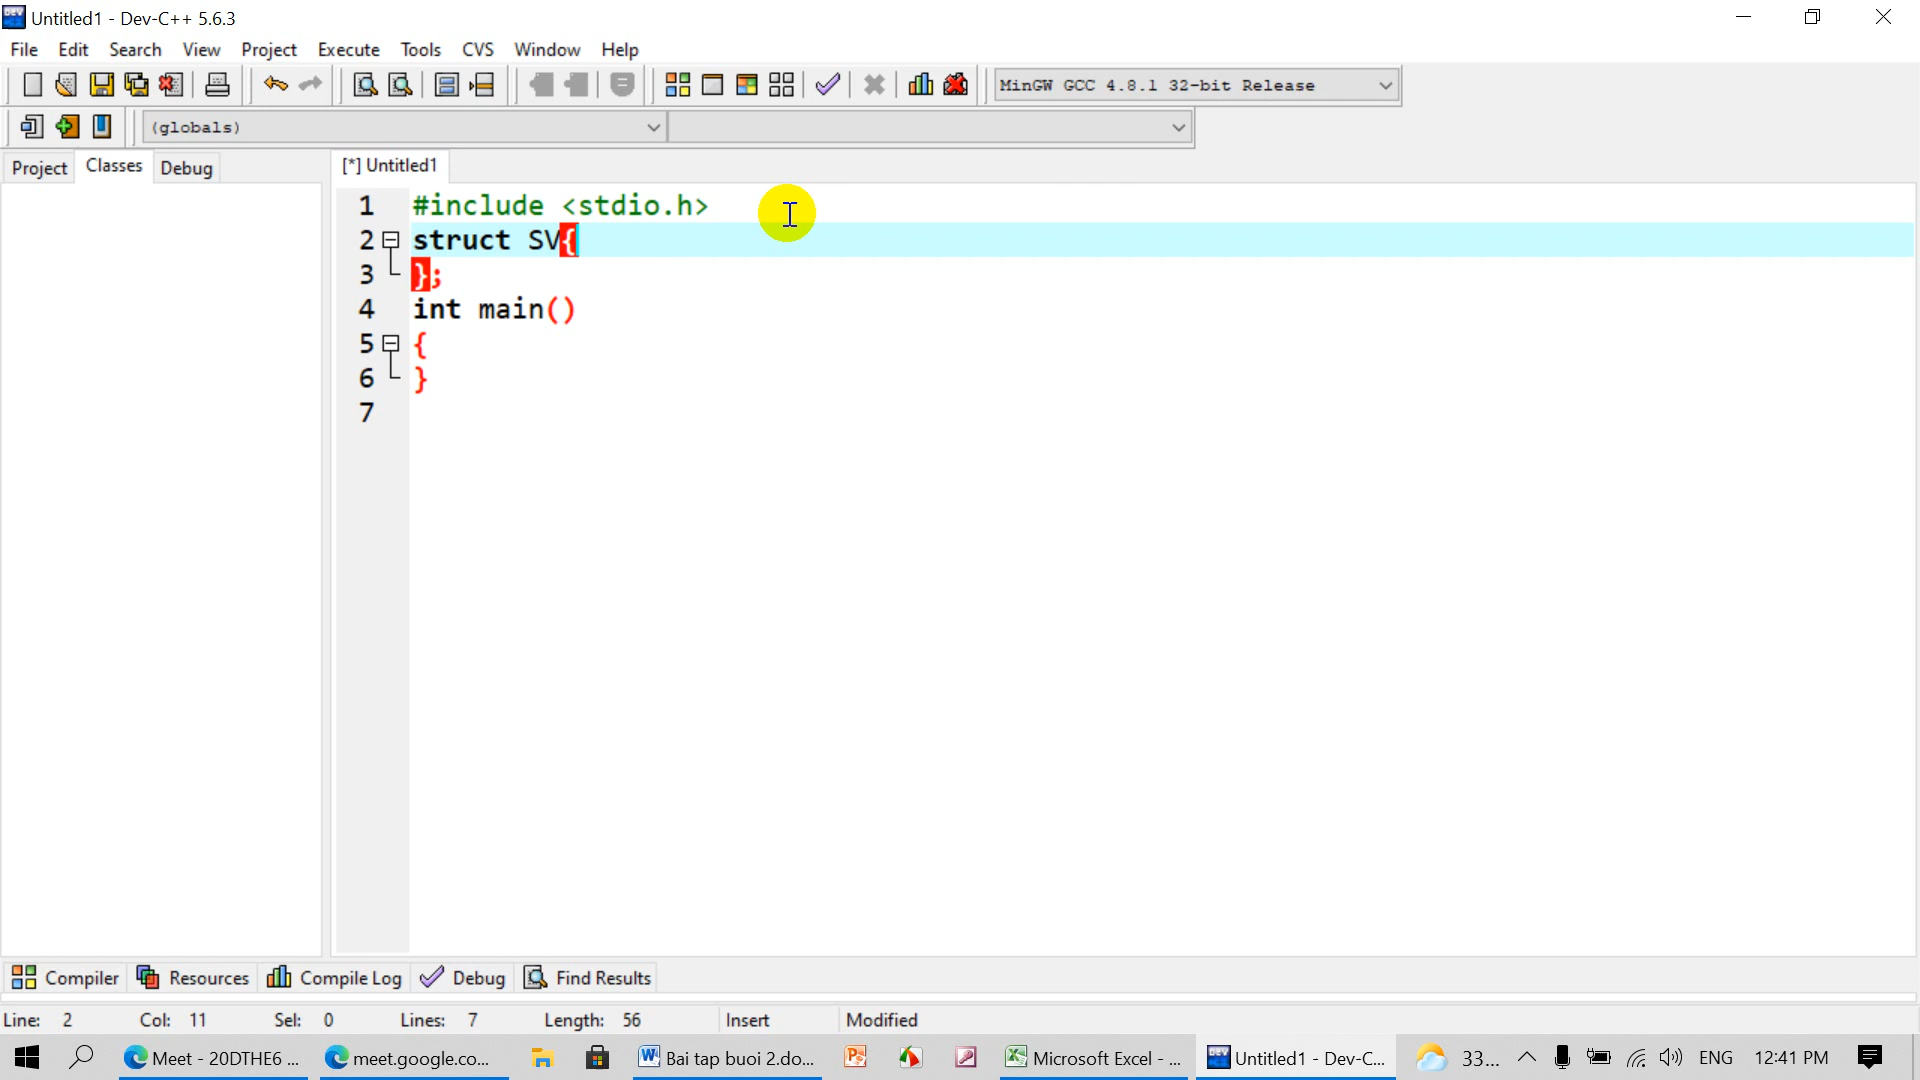 Untitled1 - Dev-C++ 5.6.3
File Edit Search View Project Execute Tools CVS Window Help
MinGW GCC 4.8.1 32-bit Release
(globals)
Project Classes Debug [*] Untitled1
1 #include <stdio.h>
2 struct SV{
3 };
4 int main()
5 {
6 }
7
Compiler Resources Compile Log Debug Find Results
Line: 2 Col: 11 Sel: 0 Lines: 7 Length: 56 Insert Modified
Meet - 20DTHE6 ... meet.google.co... Bai tap buoi 2.do... Microsoft Excel - ... Untitled1 - Dev-C... 33... ENG 12:41 PM